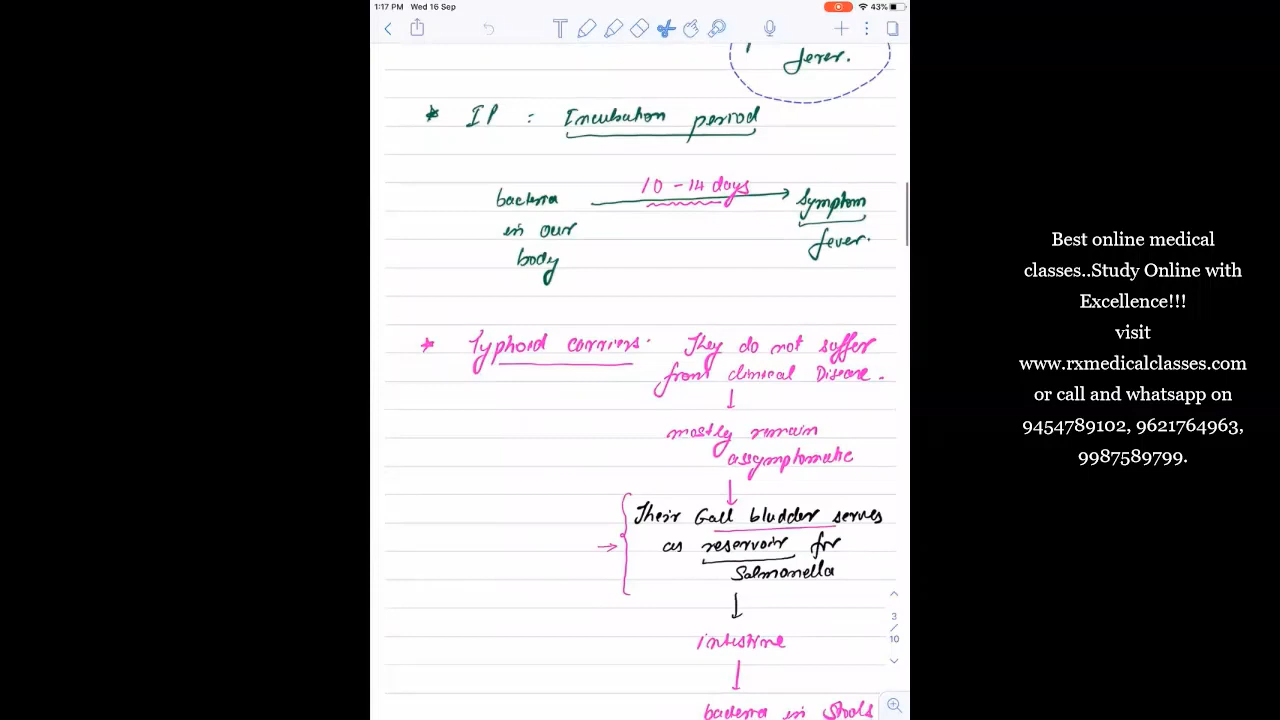 1:17 PM Wed 16 Sep
43%
fever.
* IP : Incubation period
10 - 14 days
bacteria
in our
body
Symptom
fever.
* Typhoid carriers. They do not suffer
from clinical Disease.
mostly remain
assymptomatic
Their Gall bladder serves
as reservoir for
Salmonella
intestine
bacteria in stools
3
/
10
Best online medical
classes..Study Online with
Excellence!!!
visit
www.rxmedicalclasses.com
or call and whatsapp on
9454789102, 9621764963,
9987589799.